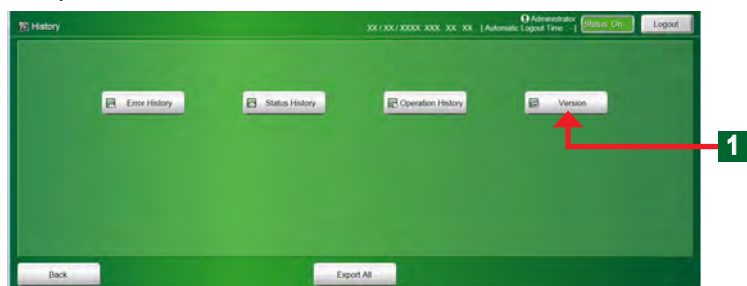 History
XX / XX / XXXX XXX XX : XX [ Automatic Logout Time : - ]
Administrator
Status: On
Logout
Error History
Status History
Operation History
Version
1
Back
Export All